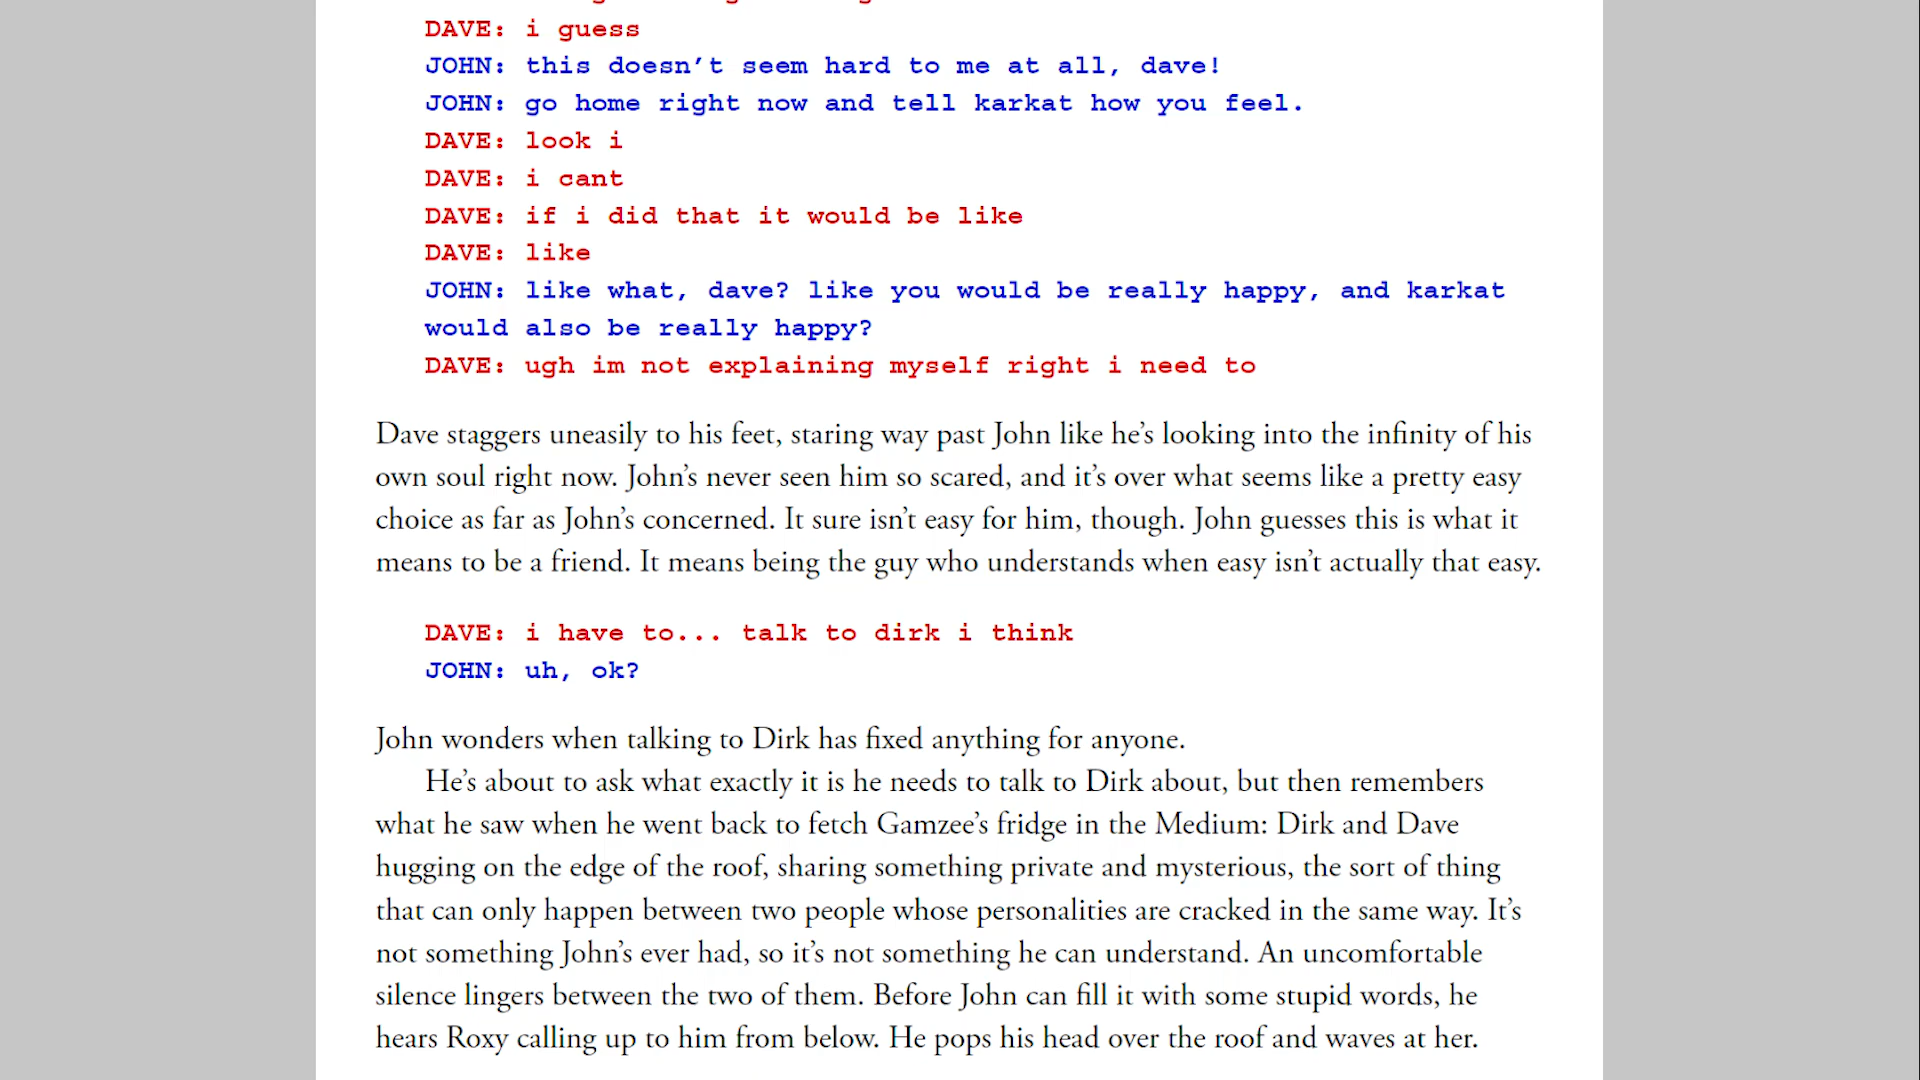 DAVE: i guess
JOHN: this doesn’t seem hard to me at all, dave!
JOHN: go home right now and tell karkat how you feel.
DAVE: look i
DAVE: i cant
DAVE: if i did that it would be like
DAVE: like
JOHN: like what, dave? like you would be really happy, and karkat
would also be really happy?
DAVE: ugh im not explaining myself right i need to
Dave staggers uneasily to his feet, staring way past John like he’s looking into the infinity of his
own soul right now. John’s never seen him so scared, and it’s over what seems like a pretty easy
choice as far as John’s concerned. It sure isn’t easy for him, though. John guesses this is what it
means to be a friend. It means being the guy who understands when easy isn’t actually that easy.
DAVE: i have to... talk to dirk i think
JOHN: uh, ok?
John wonders when talking to Dirk has fixed anything for anyone.
He’s about to ask what exactly it is he needs to talk to Dirk about, but then remembers
what he saw when he went back to fetch Gamzee’s fridge in the Medium: Dirk and Dave
hugging on the edge of the roof, sharing something private and mysterious, the sort of thing
that can only happen between two people whose personalities are cracked in the same way. It’s
not something John’s ever had, so it’s not something he can understand. An uncomfortable
silence lingers between the two of them. Before John can fill it with some stupid words, he
hears Roxy calling up to him from below. He pops his head over the roof and waves at her.